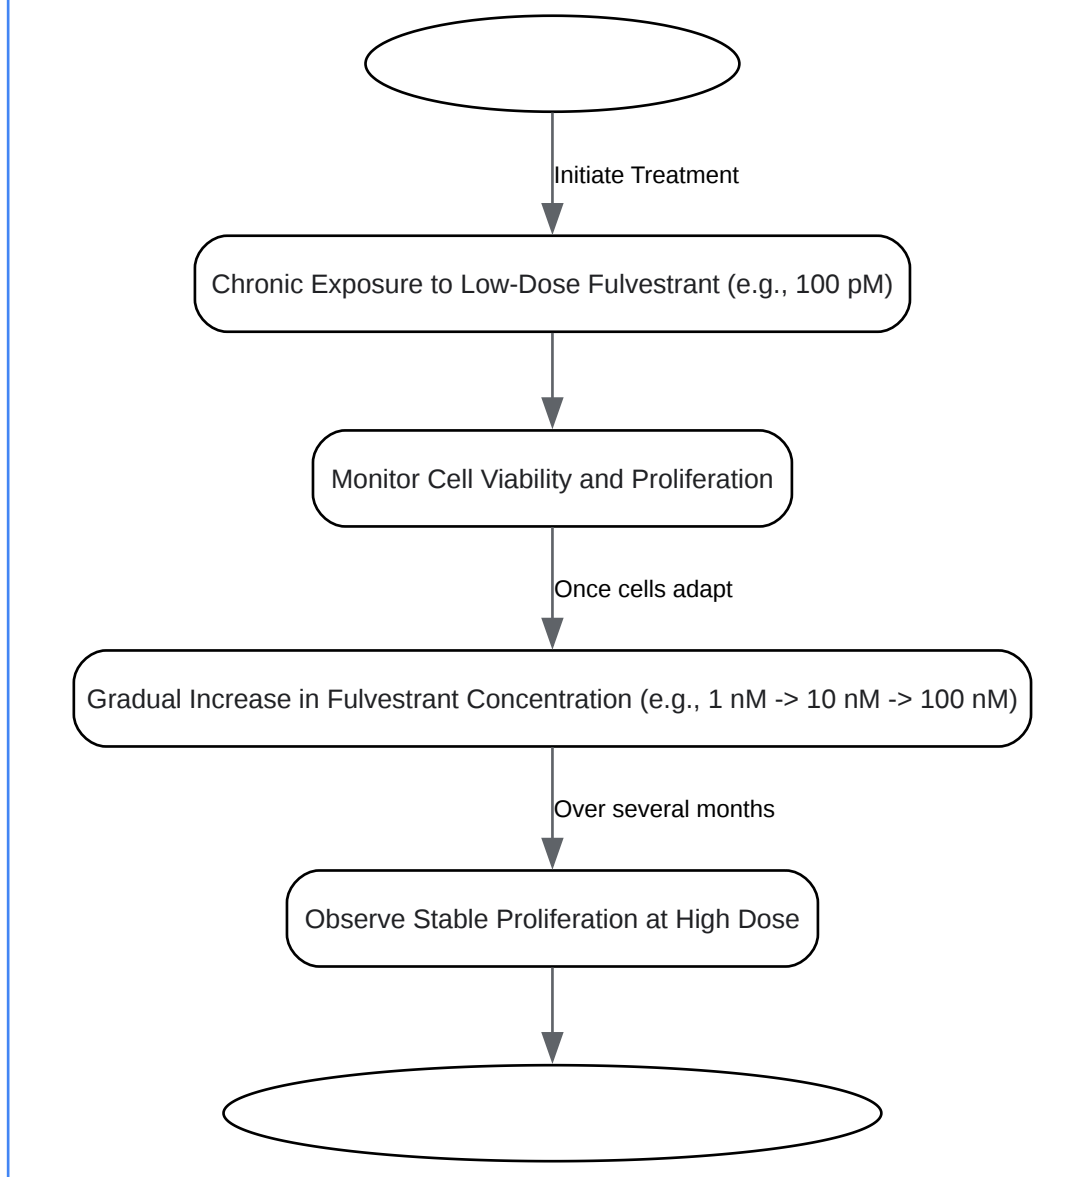 Initiate Treatment
Chronic Exposure to Low-Dose Fulvestrant (e.g., 100 pM)
Monitor Cell Viability and Proliferation
Once cells adapt
Gradual Increase in Fulvestrant Concentration (e.g., 1 nM -> 10 nM -> 100 nM)
Over several months
Observe Stable Proliferation at High Dose